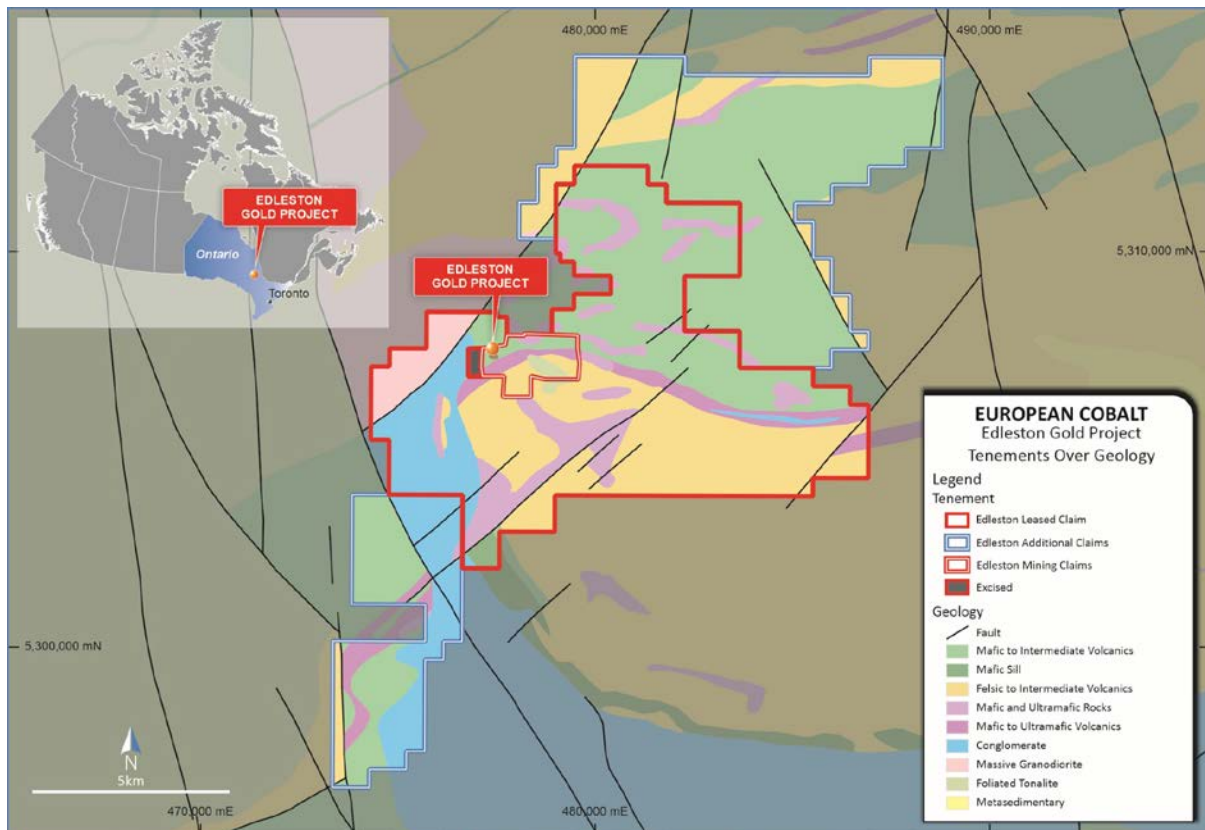 480,000 mE
490,000 mE
EDLESTON
GOLD PROJECT
Ontario
Toronto
5,310,000 mN
EDLESTON
GOLD PROJECT
EUROPEAN COBALT
Edleston Gold Project
Tenements Over Geology
Legend
Tenement
Edleston Leased Claim
Edleston Additional Claims
Edleston Mining Claims
Excised
Geology
Fault
Mafic to Intermediate Volcanics
Mafic Sill
Felsic to Intermediate Volcanics
Mafic and Ultramafic Rocks
Mafic to Ultramafic Volcanics
Conglomerate
Massive Granodiorite
Foliated Tonalite
Metasedimentary
5,300,000 mN
N
5km
470,000 mE
480,000 mE